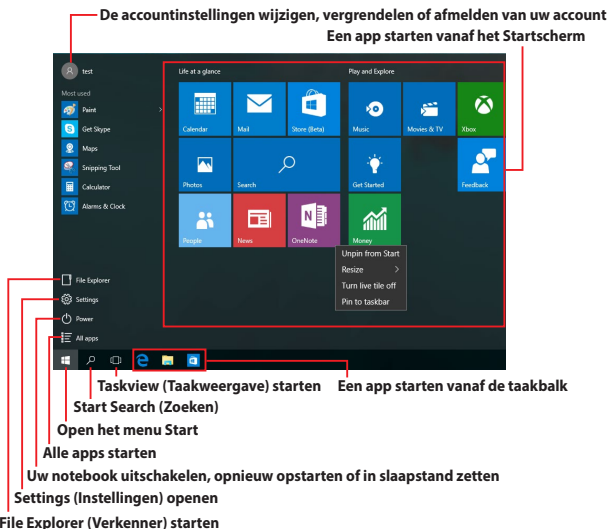 De accountinstellingen wijzigen, vergrendelen of afmelden van uw account
Een app starten vanaf het Startscherm
test
Life at a glance
Play and Explore
Most used
Paint
Get Skype
Maps
Snipping Tool
Calculator
Alarms & Clock
Calendar
Mail
Store (Beta)
Music
Movies & TV
Xbox
Photos
Search
Get Started
Feedback
People
News
OneNote
Money
Unpin from Start
Resize
Turn live tile off
Pin to taskbar
File Explorer
Settings
Power
All apps
Taskview (Taakweergave) starten
Een app starten vanaf de taakbalk
Start Search (Zoeken)
Open het menu Start
Alle apps starten
Uw notebook uitschakelen, opnieuw opstarten of in slaapstand zetten
Settings (Instellingen) openen
File Explorer (Verkenner) starten